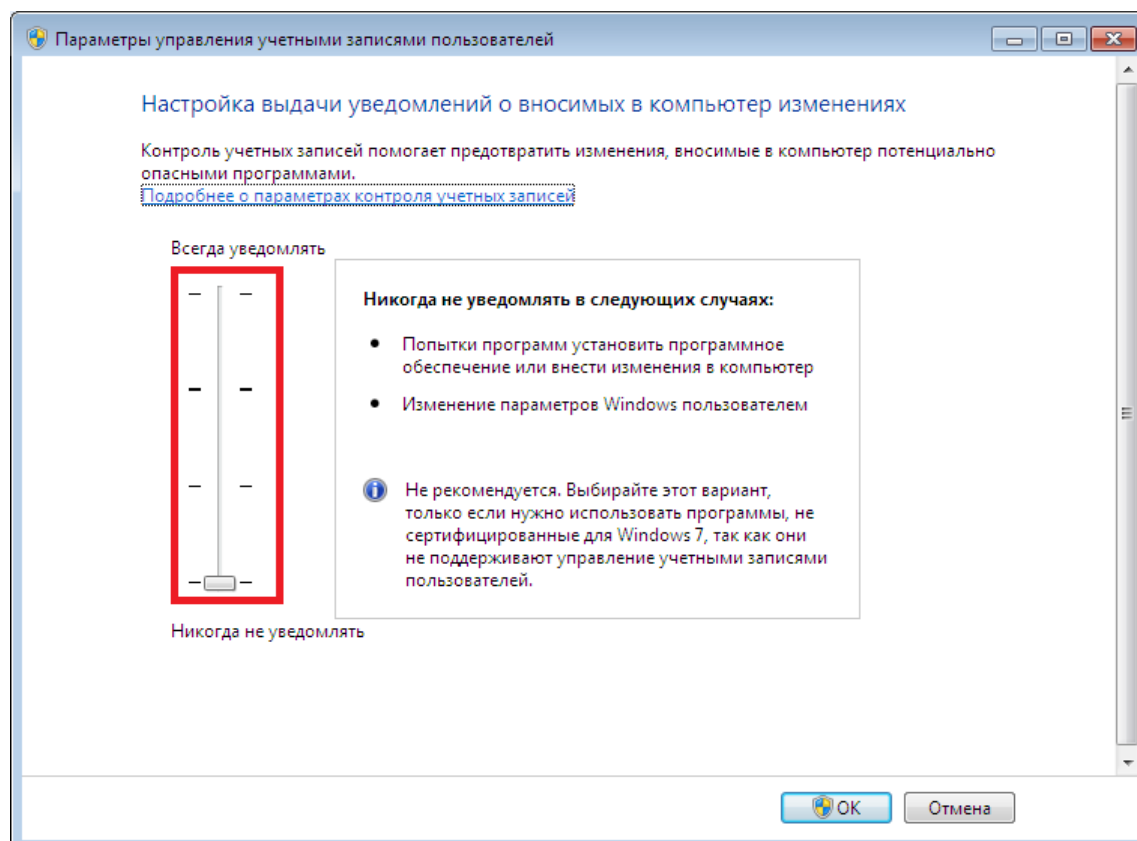 Параметры управления учетными записями пользователей
Настройка выдачи уведомлений о вносимых в компьютер изменениях
Контроль учетных записей помогает предотвратить изменения, вносимые в компьютер потенциально
опасными программами.
Подробнее о параметрах контроля учетных записей
Всегда уведомлять
Никогда не уведомлять в следующих случаях:
• Попытки программ установить программное
обеспечение или внести изменения в компьютер
• Изменение параметров Windows пользователем
Не рекомендуется. Выбирайте этот вариант,
только если нужно использовать программы, не
сертифицированные для Windows 7, так как они
не поддерживают управление учетными записями
пользователей.
Никогда не уведомлять
OK
Отмена